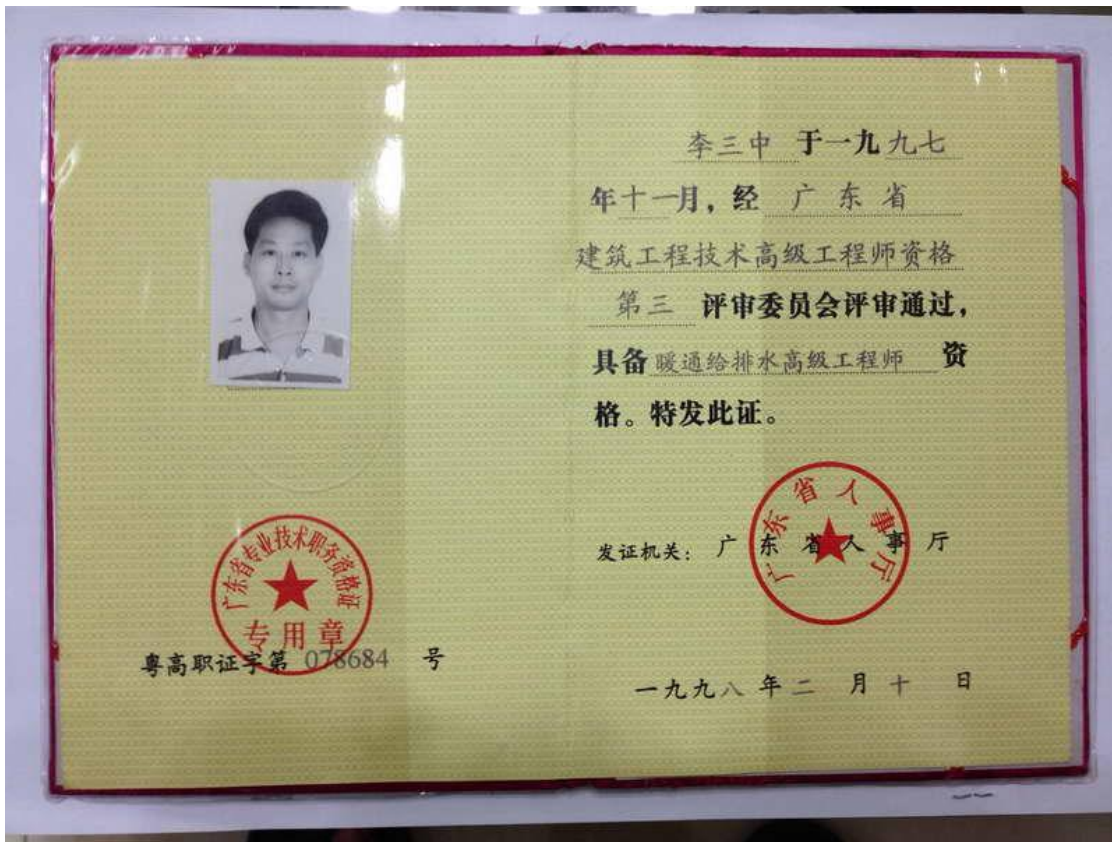 广东省专业技术职务资格证
专用章
粤高职证字第 078684 号
李三中 于一九九七
年十一月，经 广东省
建筑工程技术高级工程师资格
第三 评审委员会评审通过，
具备 暖通给排水高级工程师 资
格。特发此证。
广东省人事厅
发证机关：广东省人事厅
一九九八年二月十日